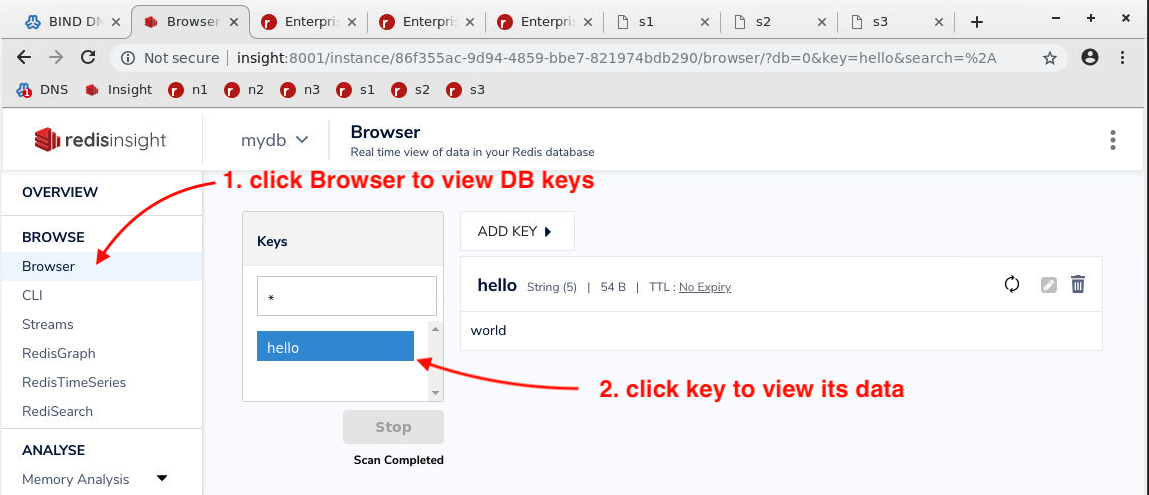 BIND DN
Browser
Enterpris
Enterpris
Enterpris
s1
s2
s3
Not secure | insight:8001/instance/86f355ac-9d94-4859-bbe7-821974bdb290/browser/?db=0&key=hello&search=%2A
DNS
Insight
n1
n2
n3
s1
s2
s3
redisinsight
mydb
Browser
Real time view of data in your Redis database
1. click Browser to view DB keys
OVERVIEW
BROWSE
Browser
CLI
Streams
RedisGraph
RedisTimeSeries
RediSearch
ANALYSE
Memory Analysis
Keys
*
hello
Stop
Scan Completed
ADD KEY
hello String (5) | 54 B | TTL : No Expiry
world
2. click key to view its data